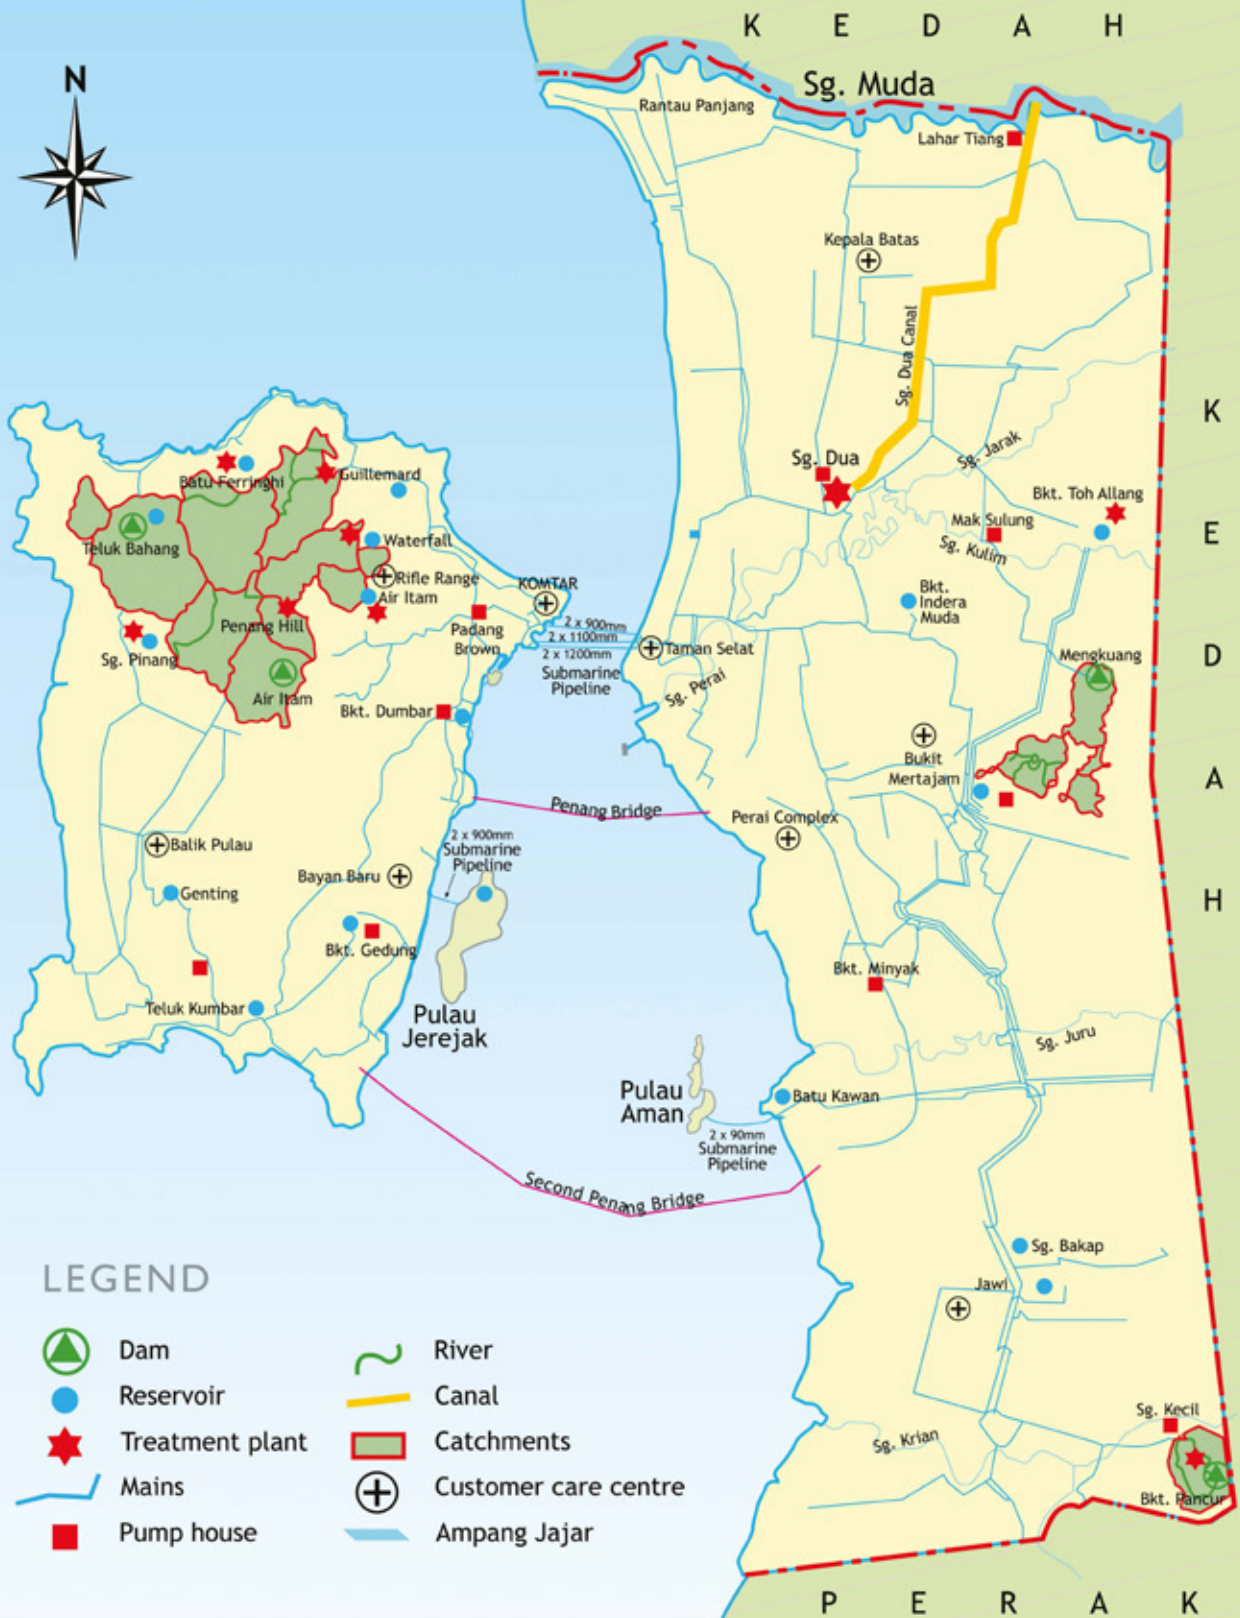 K E D A H
N
Sg. Muda
Rantau Panjang
Lahar Tiang
Kepala Batas
Sg. Dua Canal
K
Sg. Jarak
Sg. Dua
Batu Ferringhi
Guillemard
Bkt. Toh Allang
Mak Sulung
E
Teluk Bahang
Waterfall
Sg. Kulim
Rifle Range
KOMTAR
Bkt.
Indera
Muda
Air Itam
Penang Hill
Padang
Brown
2 x 900mm
2 x 1100mm
2 x 1200mm
Submarine
Pipeline
Taman Selat
D
Mengkuang
Sg. Pinang
Sg. Perai
Air Itam
Bkt. Dumbar
Bukit
Mertajam
A
Penang Bridge
Perai Complex
Balik Pulau
2 x 900mm
Submarine
Pipeline
Bayan Baru
Genting
H
Bkt. Gedung
Bkt. Minyak
Teluk Kumbar
Pulau
Jerejak
Sg. Juru
Pulau
Aman
Batu Kawan
2 x 90mm
Submarine
Pipeline
Second Penang Bridge
Sg. Bakap
Jawi
LEGEND
Dam
River
Reservoir
Canal
Treatment plant
Catchments
Mains
Customer care centre
Pump house
Ampang Jajar
Sg. Kecil
Sg. Krian
Bkt. Pancur
P E R A K